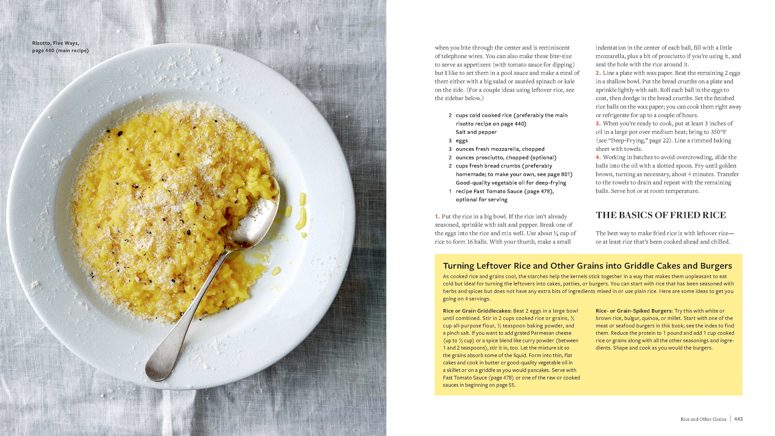 Risotto, Five Ways,
page 440 (main recipe)
when you bite through the center and is reminiscent
of telephone wires. You can also make these bite-size
to serve as appetizers (with tomato sauce for dipping)
but I like to set them in a pool sauce and make a meal of
them either with a big salad or sautéed spinach or kale
on the side. (For a couple ideas using leftover rice, see
the sidebar below.)
2 cups cold cooked rice (preferably the main
risotto recipe on page 440)
Salt and pepper
3 eggs
3 ounces fresh mozzarella, chopped
2 ounces prosciutto, chopped (optional)
2 cups fresh bread crumbs (preferably
homemade; to make your own, see page 801)
Good-quality vegetable oil for deep-frying
1 recipe Fast Tomato Sauce (page 478),
optional for serving
1. Put the rice in a big bowl. If the rice isn't already
seasoned, sprinkle with salt and pepper. Break one of
the eggs into the rice and mix well. Use about ¼ cup of
rice to form 16 balls. With your thumb, make a small
indentation in the center of each ball, fill with a little
mozzarella, plus a bit of prosciutto if you're using it, and
seal the hole with the rice around it.
2. Line a plate with wax paper. Beat the remaining 2 eggs
in a shallow bowl. Put the bread crumbs on a plate and
sprinkle lightly with salt. Roll each ball in the eggs to
coat, then dredge in the bread crumbs. Set the finished
rice balls on the wax paper; you can cook them right away
or refrigerate for up to a couple of hours.
3. When you're ready to cook, put at least 3 inches of
oil in a large pot over medium heat; bring to 350°F
(see "Deep-Frying," page 22). Line a rimmed baking
sheet with towels.
4. Working in batches to avoid overcrowding, slide the
balls into the oil with a slotted spoon. Fry until golden
brown, turning as necessary, about 4 minutes. Transfer
to the towels to drain and repeat with the remaining
balls. Serve hot or at room temperature.
THE BASICS OF FRIED RICE
The best way to make fried rice is with leftover rice—
or at least rice that's been cooked ahead and chilled.
Turning Leftover Rice and Other Grains into Griddle Cakes and Burgers
As cooked rice and grains cool, the starches help the kernels stick together in a way that makes them unpleasant to eat
cold but ideal for turning the leftovers into cakes, patties, or burgers. You can start with rice that has been seasoned with
herbs and spices but does not have any extra bits of ingredients mixed in or use plain rice. Here are some ideas to get you
going on 4 servings.
Rice or Grain Griddlecakes: Beat 2 eggs in a large bowl
until combined. Stir in 2 cups cooked rice or grains, ½
cup all-purpose flour, ½ teaspoon baking powder, and
a pinch salt. If you want to add grated Parmesan cheese
(up to ½ cup) or a spice blend like curry powder (between
1 and 2 teaspoons), stir it in, too. Let the mixture sit so
the grains absorb some of the liquid. Form into thin, flat
cakes and cook in butter or good-quality vegetable oil in
a skillet or on a griddle as you would pancakes. Serve with
Fast Tomato Sauce (page 478) or one of the raw or cooked
sauces in beginning on page 55.
Rice- or Grain-Spiked Burgers: Try this with white or
brown rice, bulgur, quinoa, or millet. Start with one of the
meat or seafood burgers in this book; see the index to find
them. Reduce the protein to 1 pound and add 1 cup cooked
rice or grains along with all the other seasonings and ingre-
dients. Shape and cook as you would the burgers.
Rice and Other Grains | 443